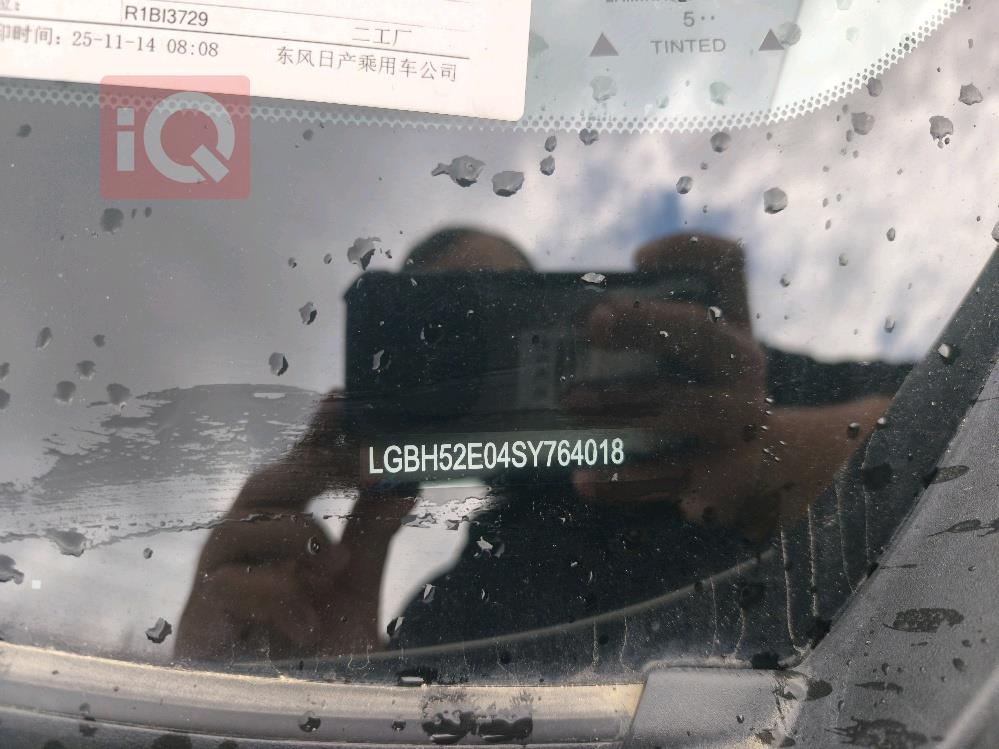 R1BI3729
二工厂
印时间：25-11-14 08:08
东风日产乘用车公司
5··
TINTED
iQ
LGBH52E04SY764018